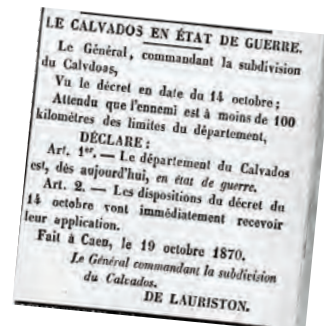 LE CALVADOS EN ÉTAT DE GUERRE.
Le Général, commandant la subdivision
du Calvdoas,
Vu le décret en date du 14 octobre ;
Attendu que l'ennemi est à moins de 100
kilomètres des limites du département,
DÉCLARE :
Art. 1er. — Le département du Calvados
est, dès aujourd'hui, en état de guerre.
Art. 2. — Les dispositions du décret du
14 octobre vont immédiatement recevoir
leur application.
Fait à Caen, le 19 octobre 1870.
Le Général commandant la subdivision
du Calvados.
DE LAURISTON.